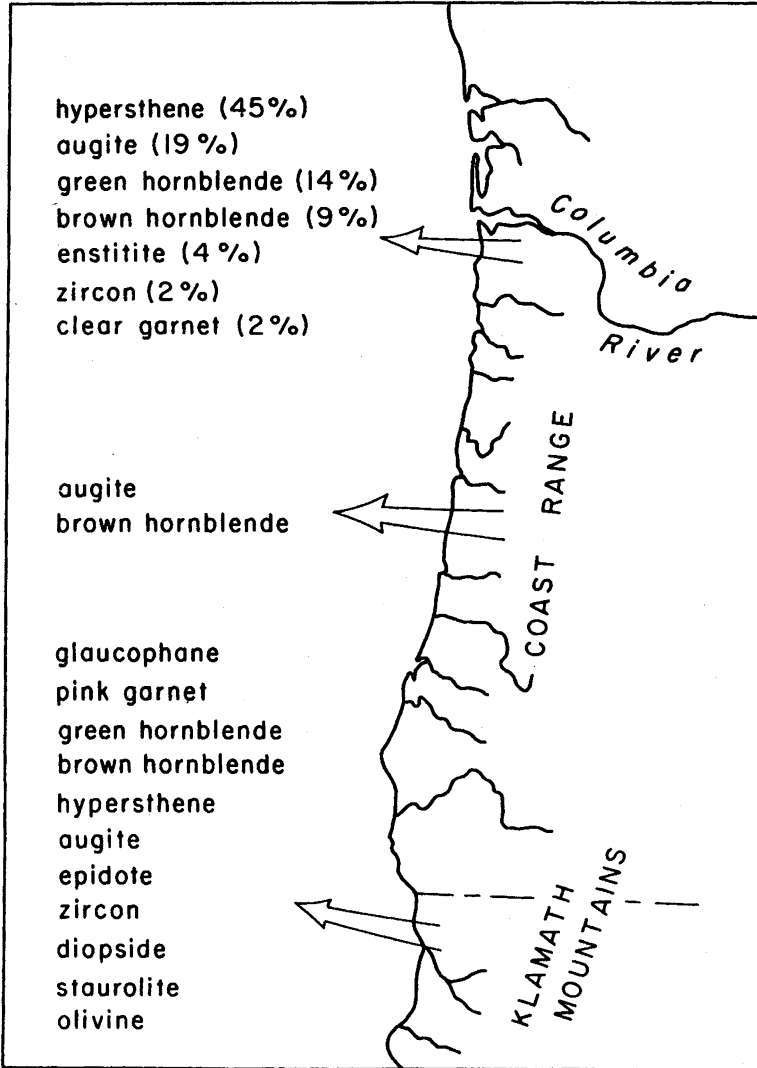 hypersthene (45%)
augite (19%)
green hornblende (14%)
brown hornblende (9%)
enstitite (4%)
zircon (2%)
clear garnet (2%)
Columbia
River
augite
brown hornblende
COAST RANGE
glaucophane
pink garnet
green hornblende
brown hornblende
hypersthene
augite
epidote
zircon
diopside
staurolite
olivine
KLAMATH
MOUNTAINS